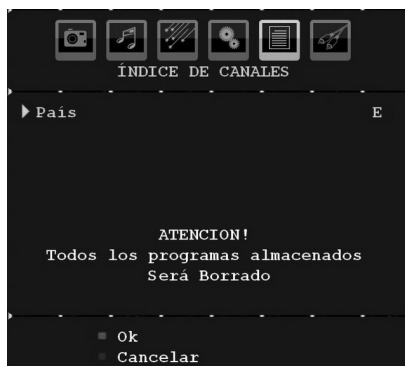 ÍNDICE DE CANALES
País E
ATENCION!
Todos los programas almacenados
Será Borrado
Ok
Cancelar